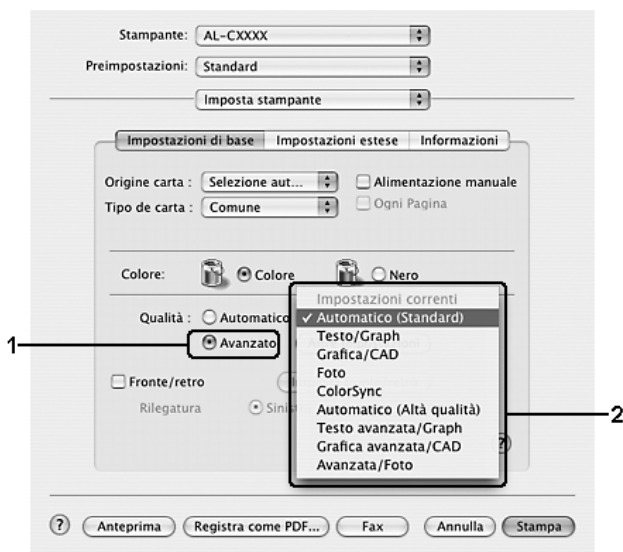 Stampante: AL-CXXXX
Preimpostazioni: Standard
Imposta stampante
Impostazioni di base Impostazioni estese Informazioni
Origine carta : Selezione aut... Alimentazione manuale
Tipo de carta : Comune Ogni Pagina
Colore: Colore Nero
Impostazioni correnti
Qualità : Automatico ✓ Automatico (Standard)
Testo/Graph
1 Avanzato Grafica/CAD
Foto
Fronte/retro ColorSync
Rilegatura Automatico (Altà qualità)
2
Testo avanzata/Graph
Grafica avanzata/CAD ?
Avanzata/Foto
? Anteprima Registra come PDF... Fax Annulla Stampa